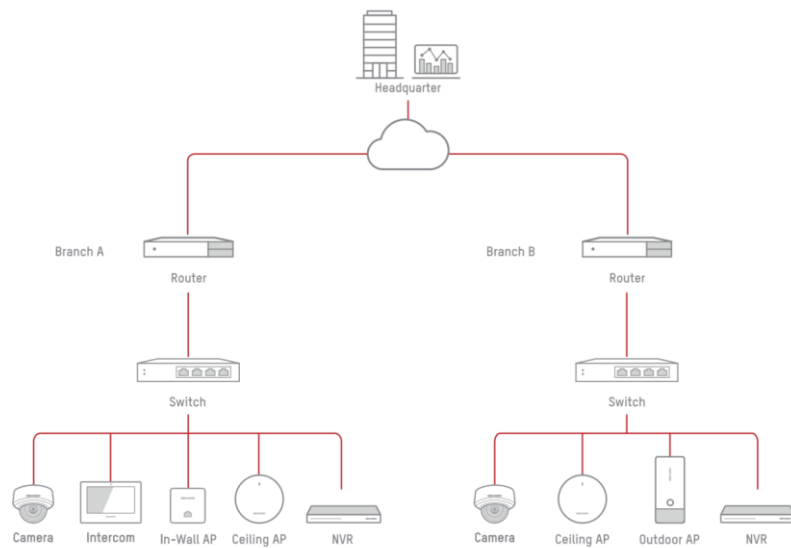 Headquarter
Branch A
Router
Branch B
Router
Switch
Switch
Camera
Intercom
In-Wall AP
Ceiling AP
NVR
Camera
Ceiling AP
Outdoor AP
NVR